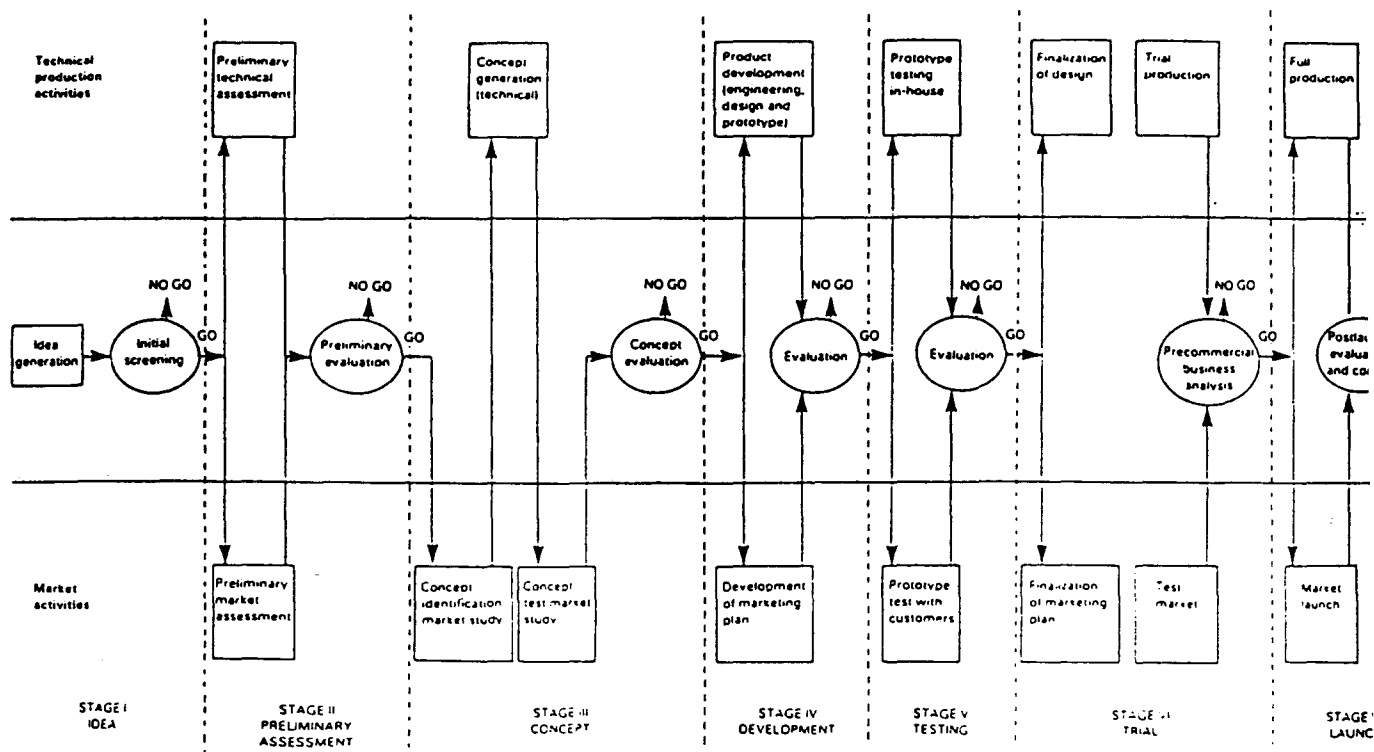 Technical
production
activities
Preliminary
technical
assessment
Concept
generation
(technical)
Product
development
(engineering,
design and
prototype)
Prototype
testing
in-house
Finalization
of design
Trial
production
Full
production
NO GO
NO GO
NO GO
NO GO
NO GO
NO GO
Idea
generation
Initial
screening
GO
Preliminary
evaluation
GO
Concept
evaluation
GO
Evaluation
GO
Evaluation
GO
Precommercial
business
analysis
GO
Market
activities
Preliminary
market
assessment
Concept
identification
market study
Concept
test market
study
Development
of marketing
plan
Prototype
test with
customers
Finalization
of marketing
plan
Test
market
Market
launch
STAGE I
IDEA
STAGE II
PRELIMINARY
ASSESSMENT
STAGE III
CONCEPT
STAGE IV
DEVELOPMENT
STAGE V
TESTING
STAGE VI
TRIAL
STAGE